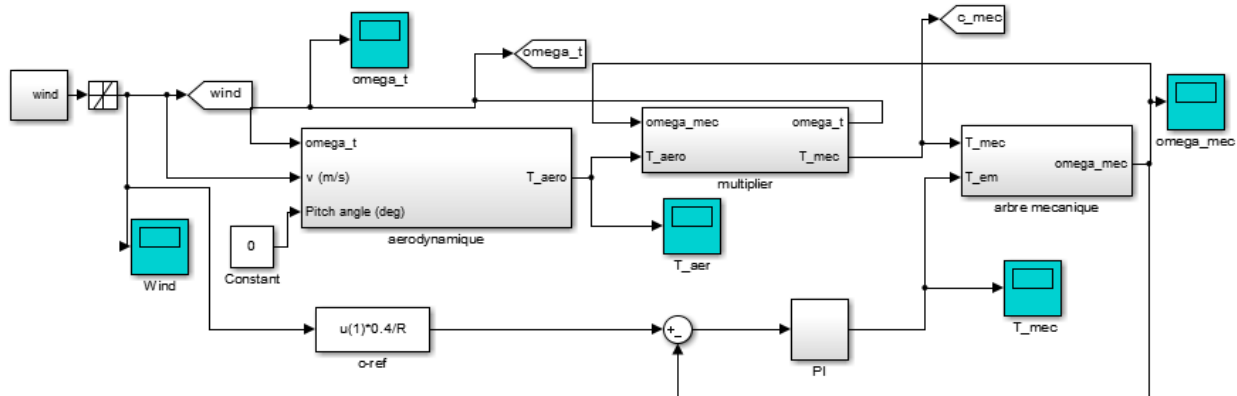 c_mec
omega_t
omega_t
wind
wind
omega_mec
omega_t
T_aero
T_mec
multiplier
omega_t
v (m/s)
Pitch angle (deg)
T_aero
aerodynamique
T_mec
T_em
omega_mec
arbre mecanique
omega_mec
Wind
0
Constant
T_aer
T_mec
u(1)*0.4/R
o-ref
+
-
PI